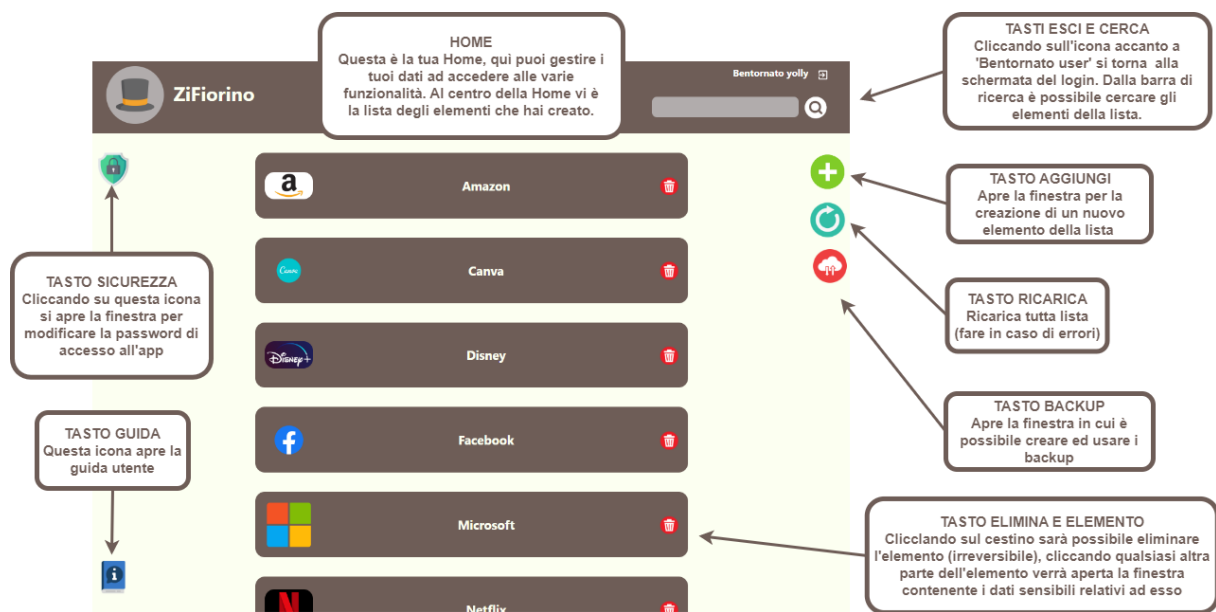 HOME
Questa è la tua Home, qui puoi gestire i
tuoi dati ad accedere alle varie
funzionalità. Al centro della Home vi è
la lista degli elementi che hai creato.
TASTI ESCI E CERCA
Cliccando sull'icona accanto a
'Bentornato user' si torna alla
schermata del login. Dalla barra di
ricerca è possibile cercare gli
elementi della lista.
ZiFiorino
Bentornato yolly
a
Amazon
TASTO AGGIUNGI
Apre la finestra per la
creazione di un nuovo
elemento della lista
TASTO SICUREZZA
Cliccando su questa icona
si apre la finestra per
modificare la password di
accesso all'app
Canva
Canva
TASTO RICARICA
Ricarica tutta lista
(fare in caso di errori)
Disney+
Disney
TASTO BACKUP
Apre la finestra in cui è
possibile creare ed usare i
backup
TASTO GUIDA
Questa icona apre la
guida utente
f
Facebook
Microsoft
TASTO ELIMINA E ELEMENTO
Clicclando sul cestino sarà possibile eliminare
l'elemento (irreversibile), cliccando qualsiasi altra
parte dell'elemento verrà aperta la finestra
contenente i dati sensibili relativi ad esso
i
N
Netflix